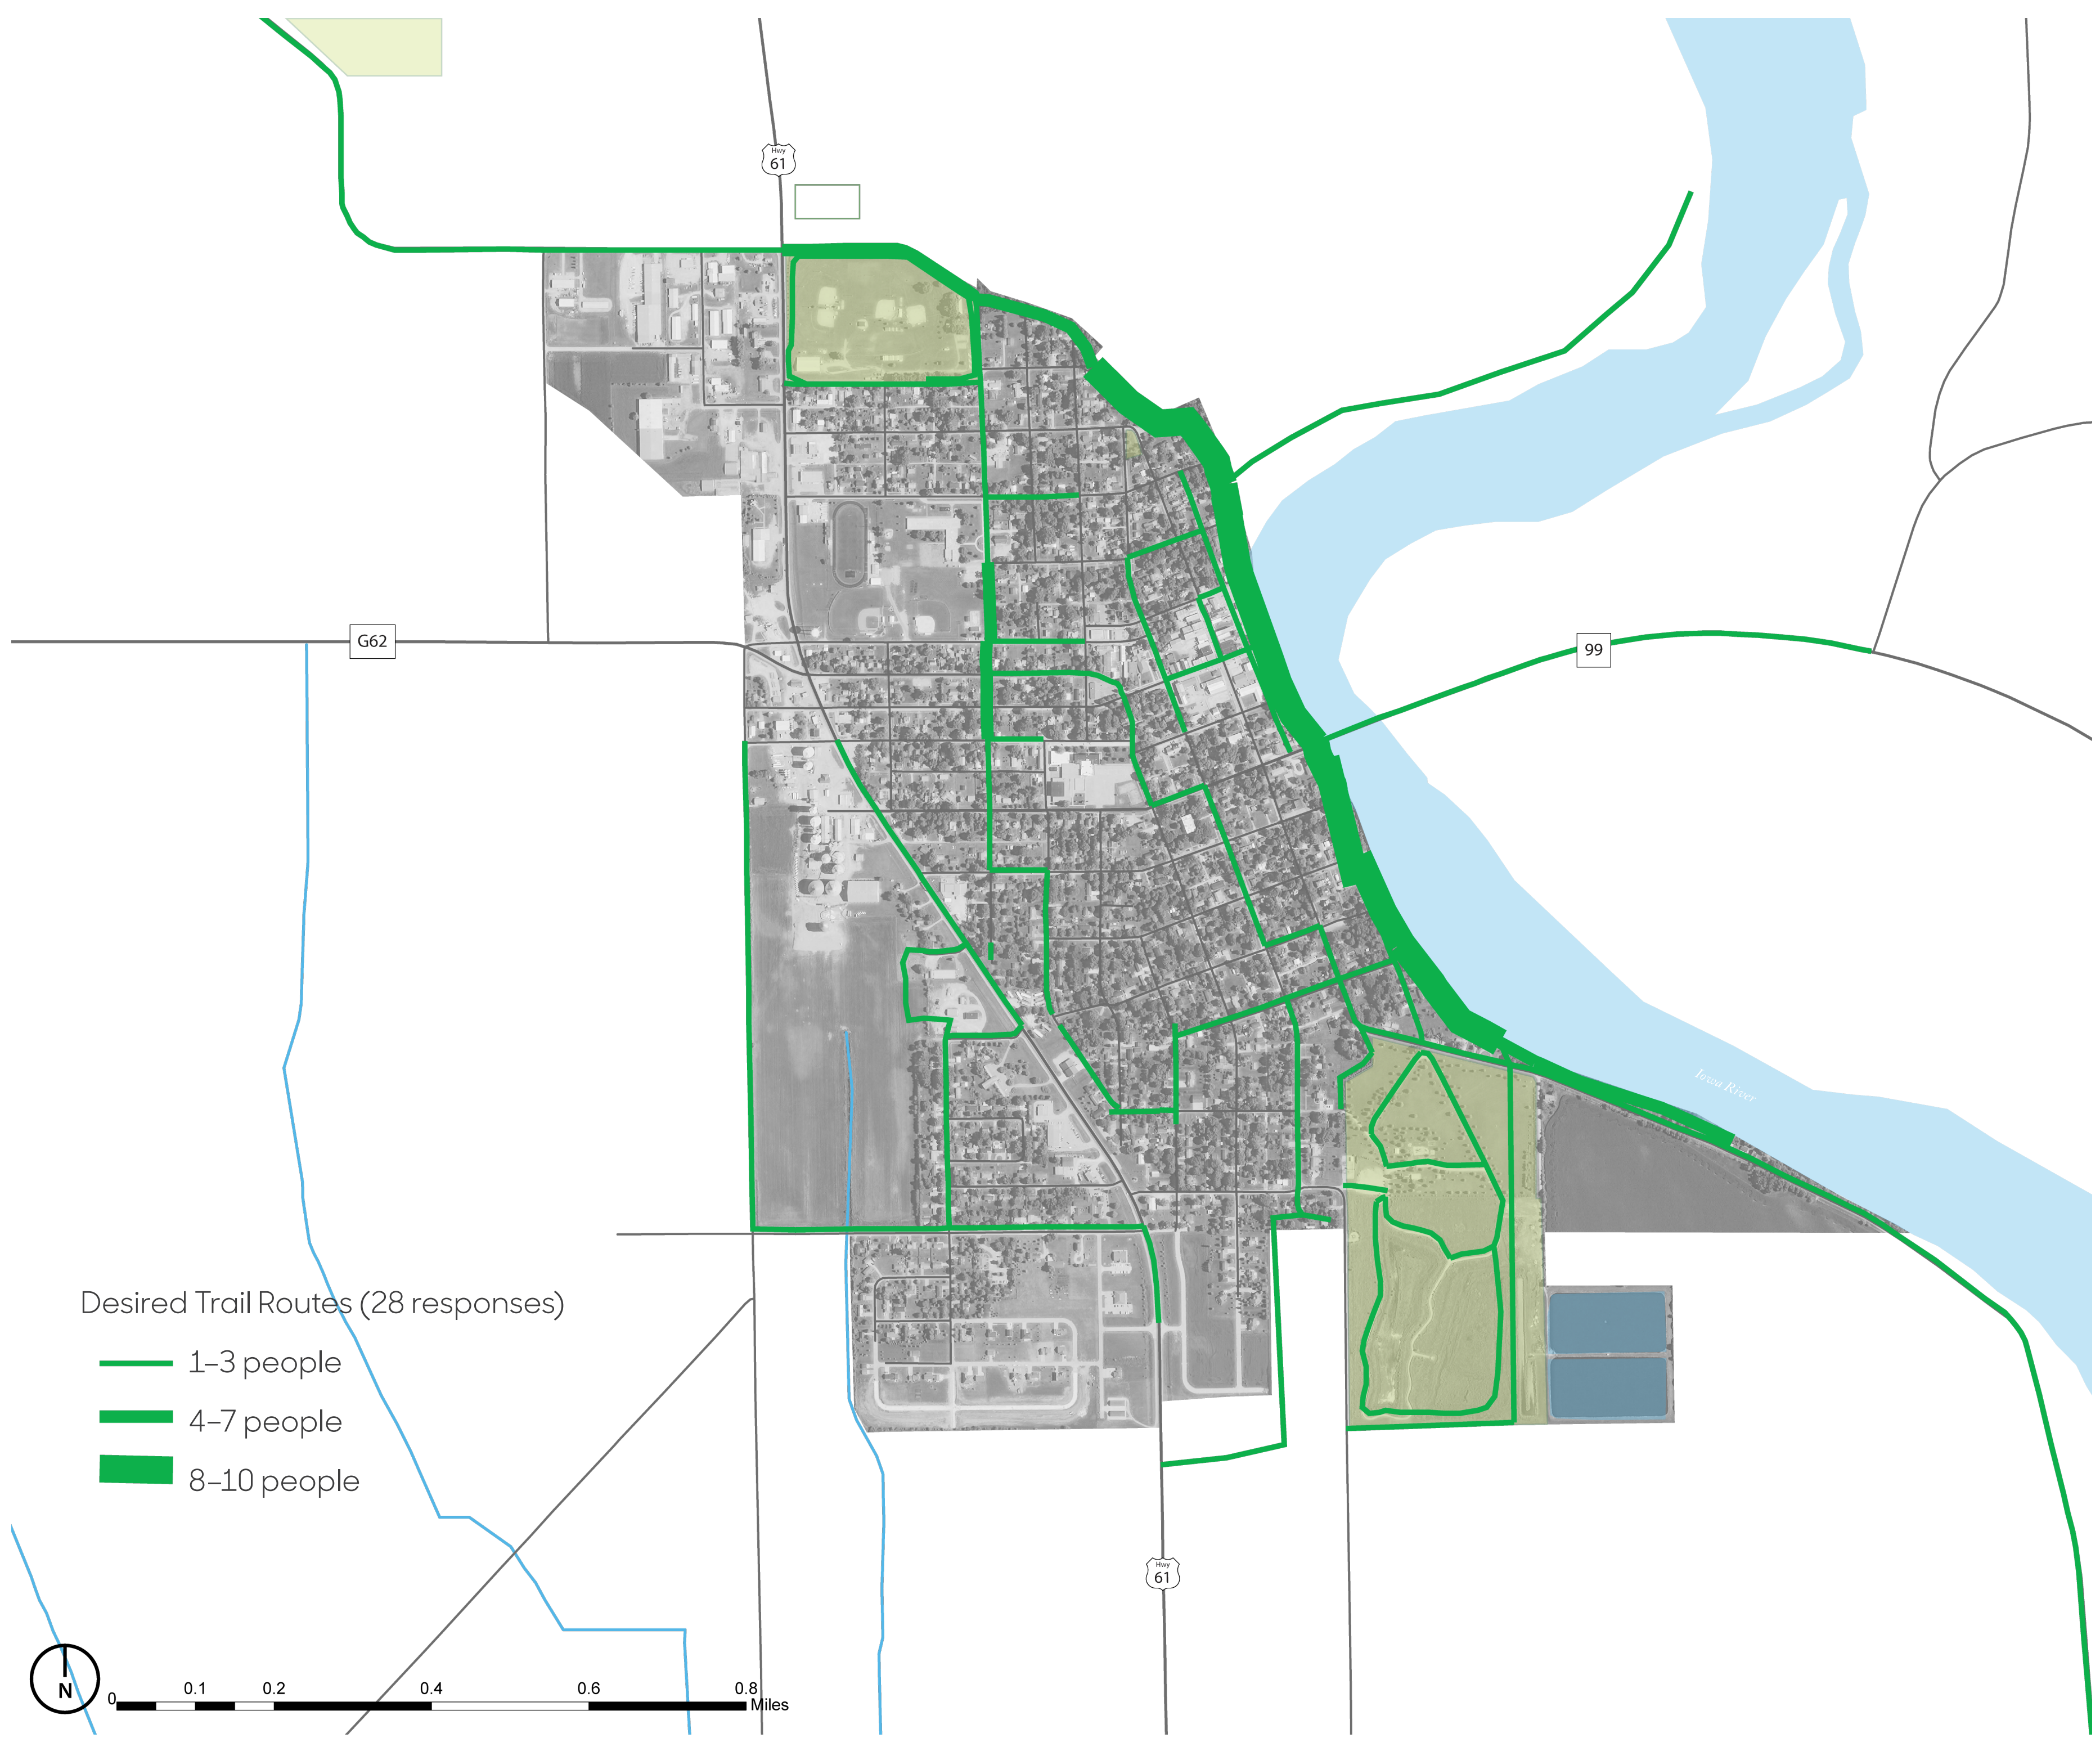 Hwy
61
G62
99
Iowa River
Desired Trail Routes (28 responses)
1–3 people
4–7 people
8–10 people
Hwy
61
N
0 0.1 0.2 0.4 0.6 0.8
Miles